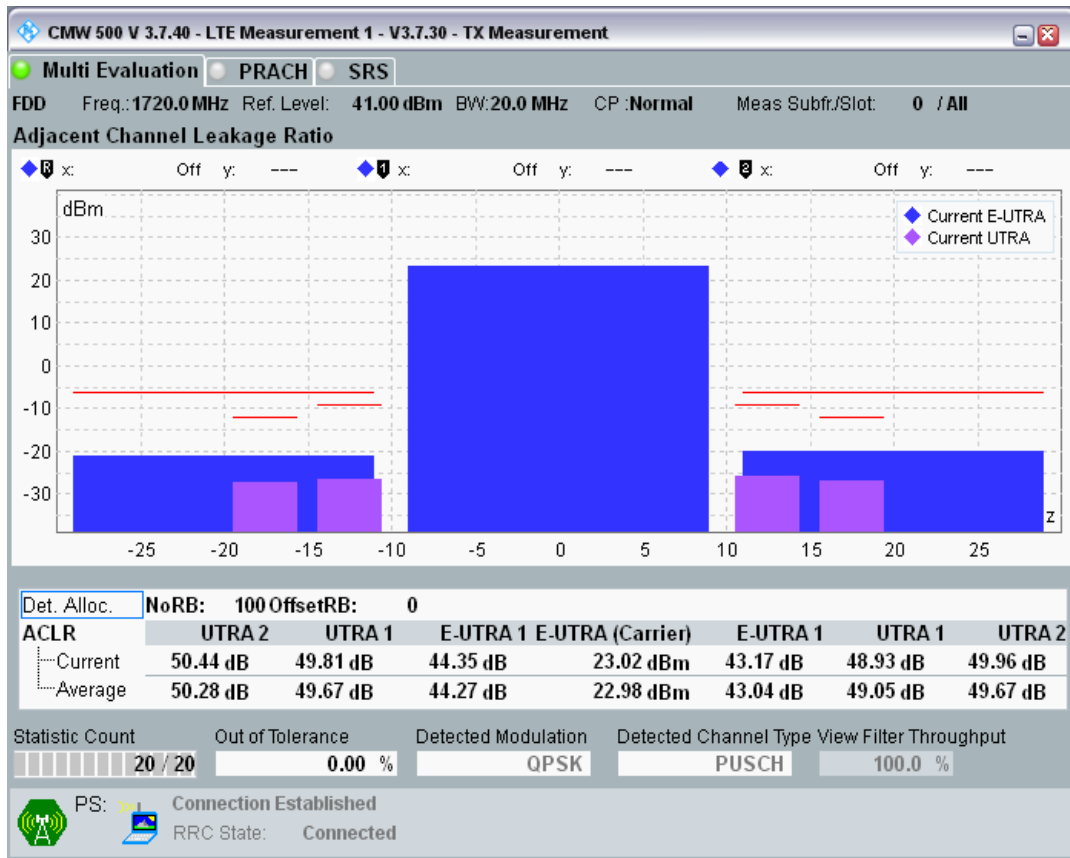 CMW 500 V 3.7.40 - LTE Measurement 1 - V3.7.30 - TX Measurement
Multi Evaluation PRACH SRS
FDD Freq.:1720.0 MHz Ref. Level: 41.00 dBm BW:20.0 MHz CP :Normal Meas Subfr./Slot: 0 / All
Adjacent Channel Leakage Ratio
R x: Off y: --- 1 x: Off y: --- 2 x: Off y: ---
dBm
Current E-UTRA
Current UTRA
30
20
10
0
-10
-20
-30
z
-25 -20 -15 -10 -5 0 5 10 15 20 25
Det. Alloc. NoRB: 100 OffsetRB: 0
ACLR UTRA 2 UTRA 1 E-UTRA 1 E-UTRA (Carrier) E-UTRA 1 UTRA 1 UTRA 2
Current 50.44 dB 49.81 dB 44.35 dB 23.02 dBm 43.17 dB 48.93 dB 49.96 dB
Average 50.28 dB 49.67 dB 44.27 dB 22.98 dBm 43.04 dB 49.05 dB 49.67 dB
Statistic Count Out of Tolerance Detected Modulation Detected Channel Type View Filter Throughput
20 / 20 0.00 % QPSK PUSCH 100.0 %
PS: Connection Established
RRC State: Connected